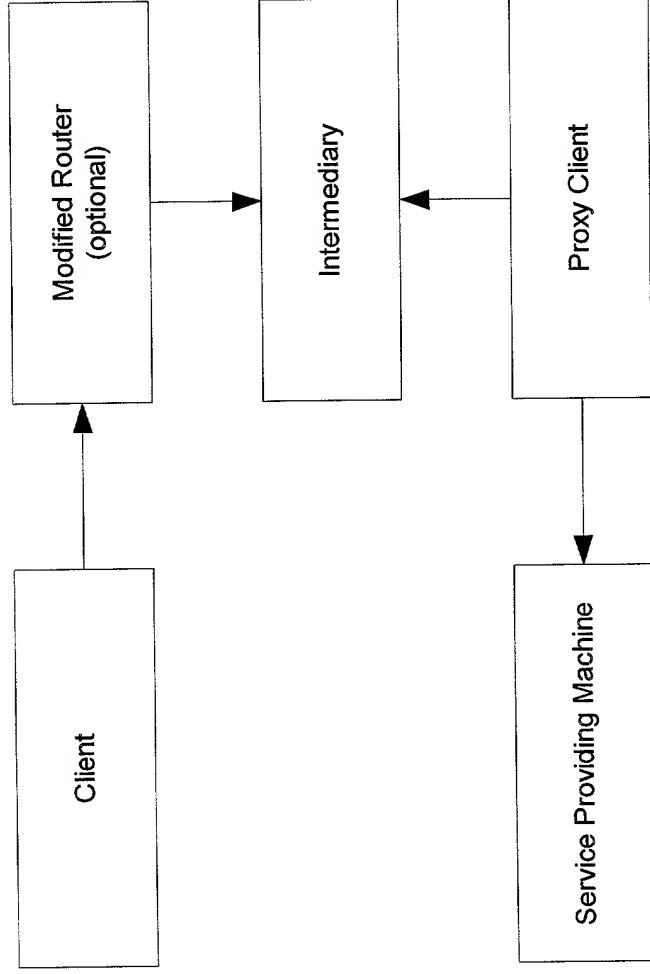 Client
Modified Router
(optional)
Intermediary
Proxy Client
Service Providing Machine